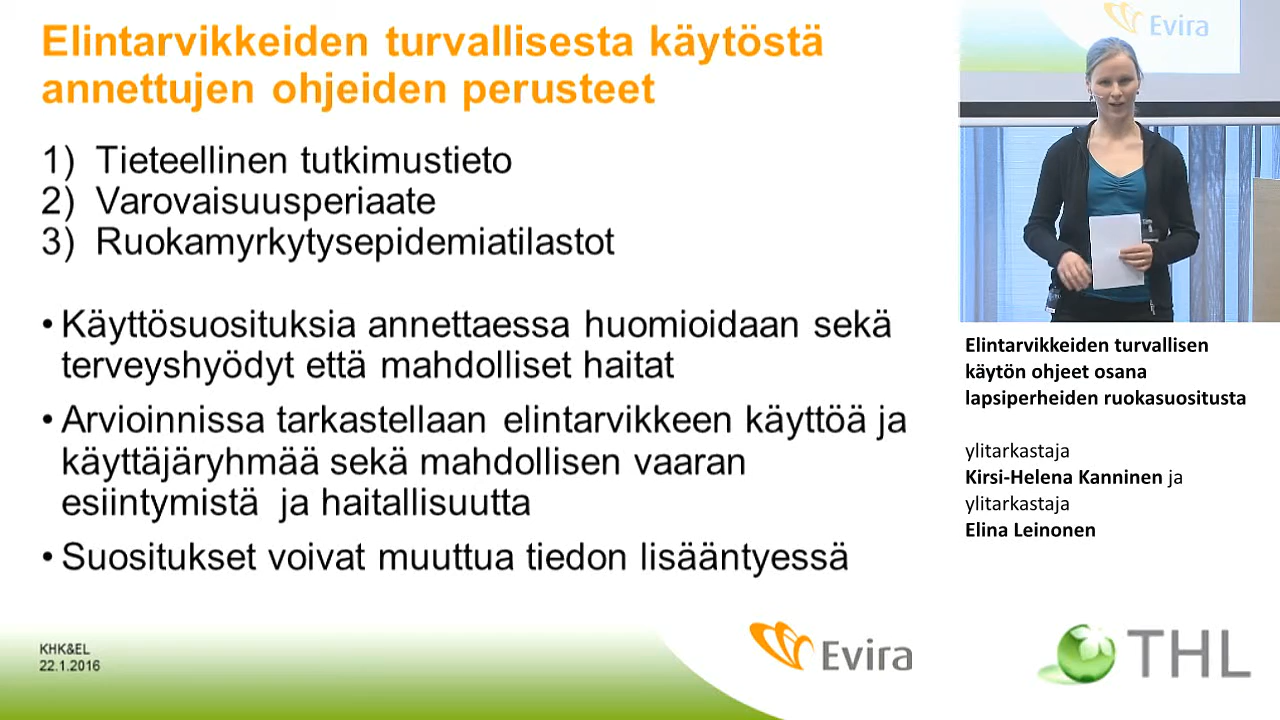 Elintarvikkeiden turvallisesta käytöstä
annettujen ohjeiden perusteet
1) Tieteellinen tutkimustieto
2) Varovaisuusperiaate
3) Ruokamyrkytysepidemiatilastot
• Käyttösuosituksia annettaessa huomioidaan sekä
terveyshyödyt että mahdolliset haitat
• Arvioinnissa tarkastellaan elintarvikkeen käyttöä ja
käyttäjäryhmää sekä mahdollisen vaaran
esiintymistä ja haitallisuutta
• Suositukset voivat muuttua tiedon lisääntyessä
KHK&EL
22.1.2016
Evira
Evira
Elintarvikkeiden turvallisen
käytön ohjeet osana
lapsiperheiden ruokasuositusta
ylitarkastaja
Kirsi-Helena Kanninen ja
ylitarkastaja
Elina Leinonen
THL